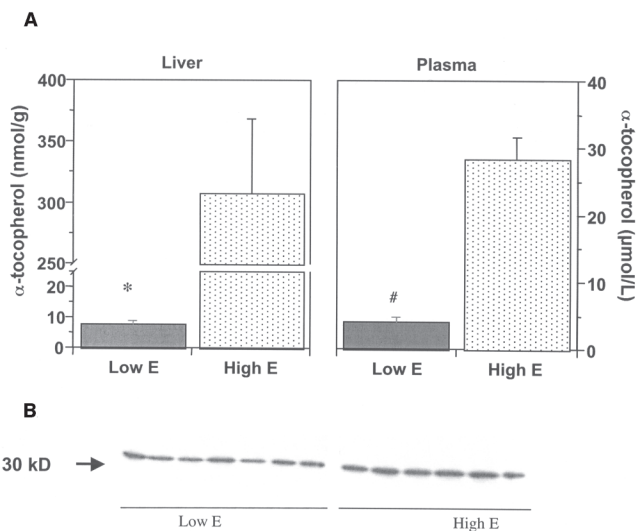 A
Liver
Plasma
α-tocopherol (nmol/g)
400
350
300
250
20
10
0
*
#
40
30
20
10
0
α-tocopherol (μmol/L)
Low E
High E
Low E
High E
B
30 kD
Low E
High E